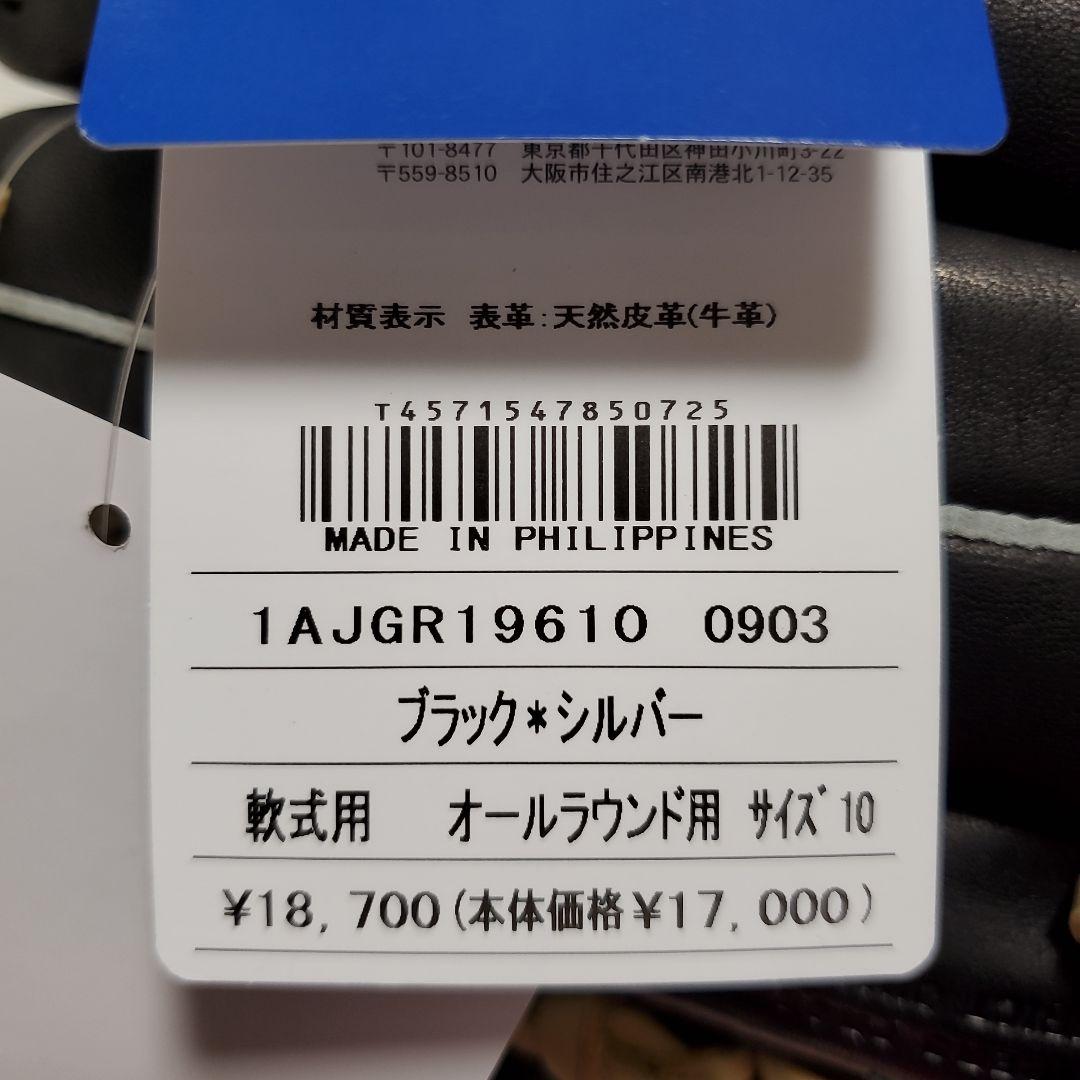 〒101-8477 東京都千代田区神田小川町3-22
〒559-8510 大阪市住之江区南港北1-12-35
材質表示 表革:天然皮革(牛革)
T4571547850725
MADE IN PHILIPPINES
1AJGR19610 0903
ブラック*シルバー
軟式用 オールラウンド用 サイズ10
¥18,700(本体価格¥17,000)